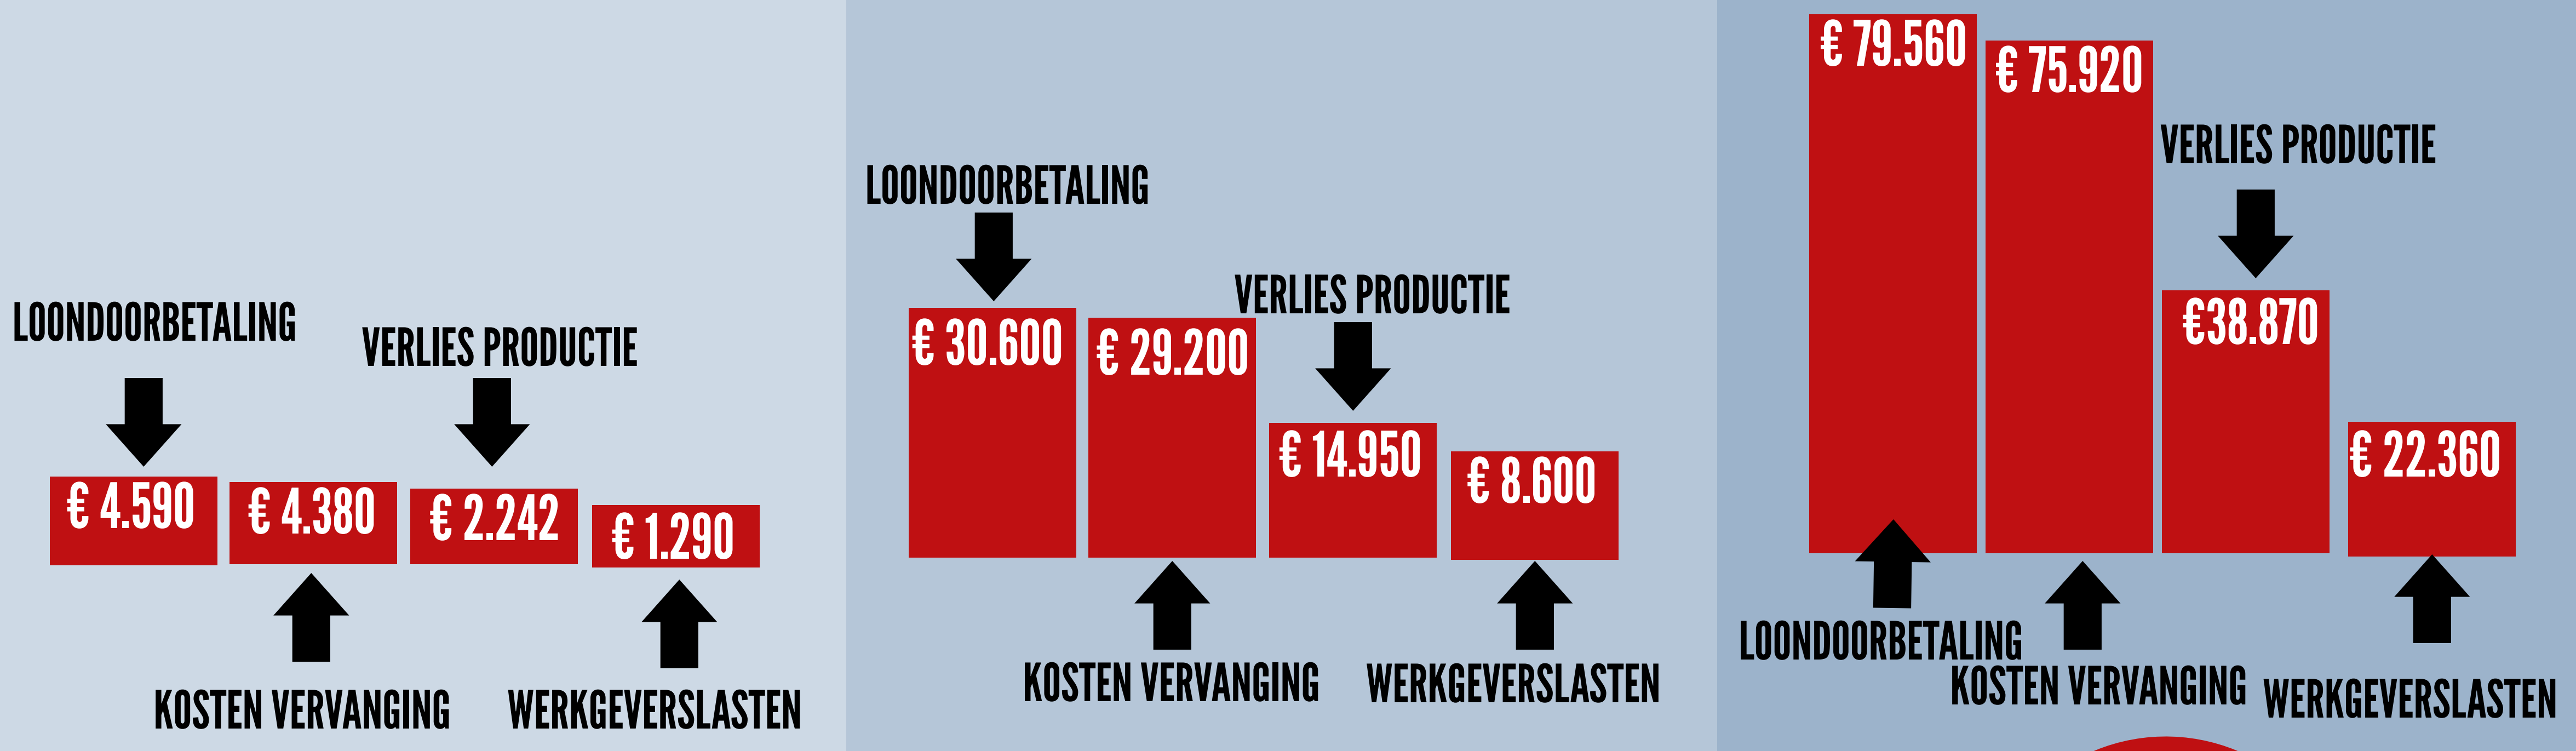 LOONDOORBETALING
VERLIES PRODUCTIE
€ 4.590
€ 4.380
€ 2.242
€ 1.290
KOSTEN VERVANGING
WERKGEVERSLASTEN
LOONDOORBETALING
VERLIES PRODUCTIE
€ 30.600
€ 29.200
€ 14.950
€ 8.600
KOSTEN VERVANGING
WERKGEVERSLASTEN
€ 79.560
€ 75.920
VERLIES PRODUCTIE
€38.870
€ 22.360
LOONDOORBETALING
KOSTEN VERVANGING
WERKGEVERSLASTEN